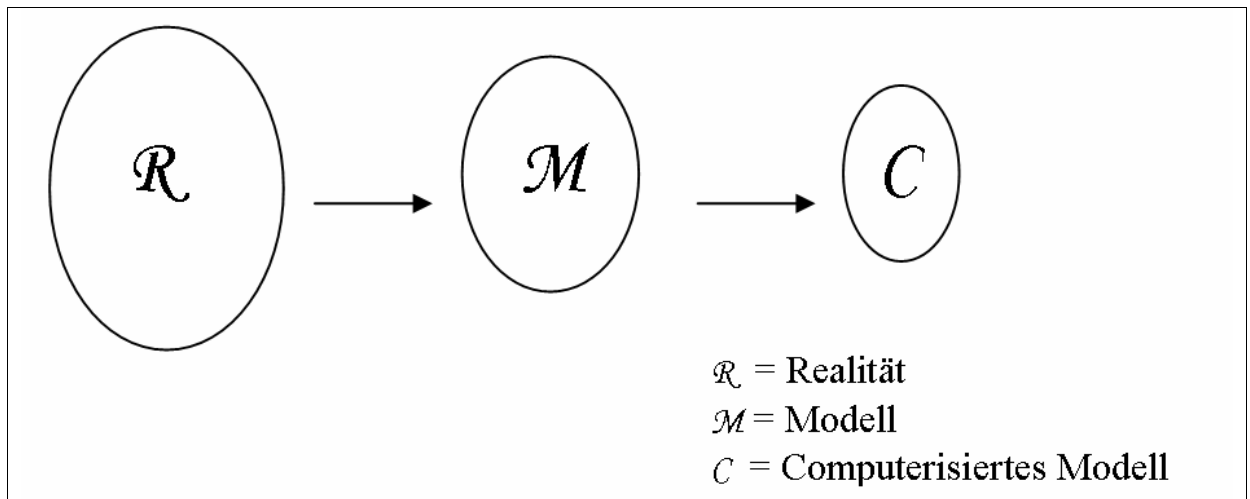 R M C
R = Realität
M = Modell
C = Computerisiertes Modell